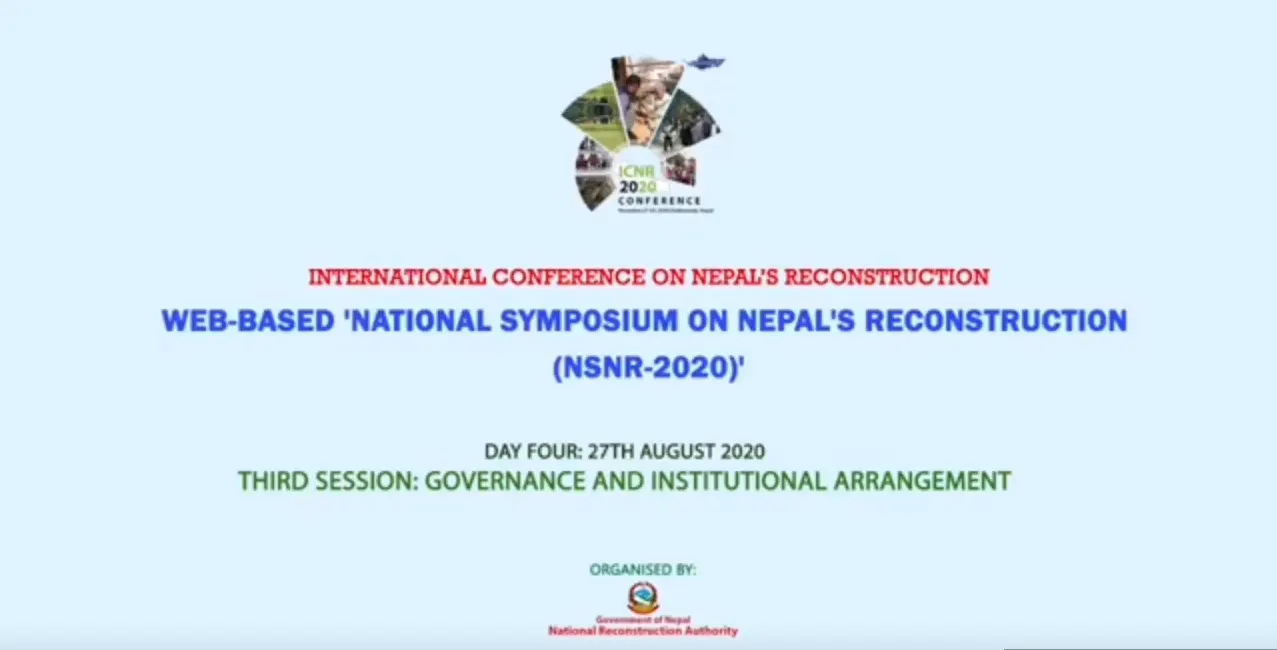 ICNR
2020
CONFERENCE
INTERNATIONAL CONFERENCE ON NEPAL'S RECONSTRUCTION
WEB-BASED 'NATIONAL SYMPOSIUM ON NEPAL'S RECONSTRUCTION
(NSNR-2020)'
DAY FOUR: 27TH AUGUST 2020
THIRD SESSION: GOVERNANCE AND INSTITUTIONAL ARRANGEMENT
ORGANISED BY:
Government of Nepal
National Reconstruction Authority